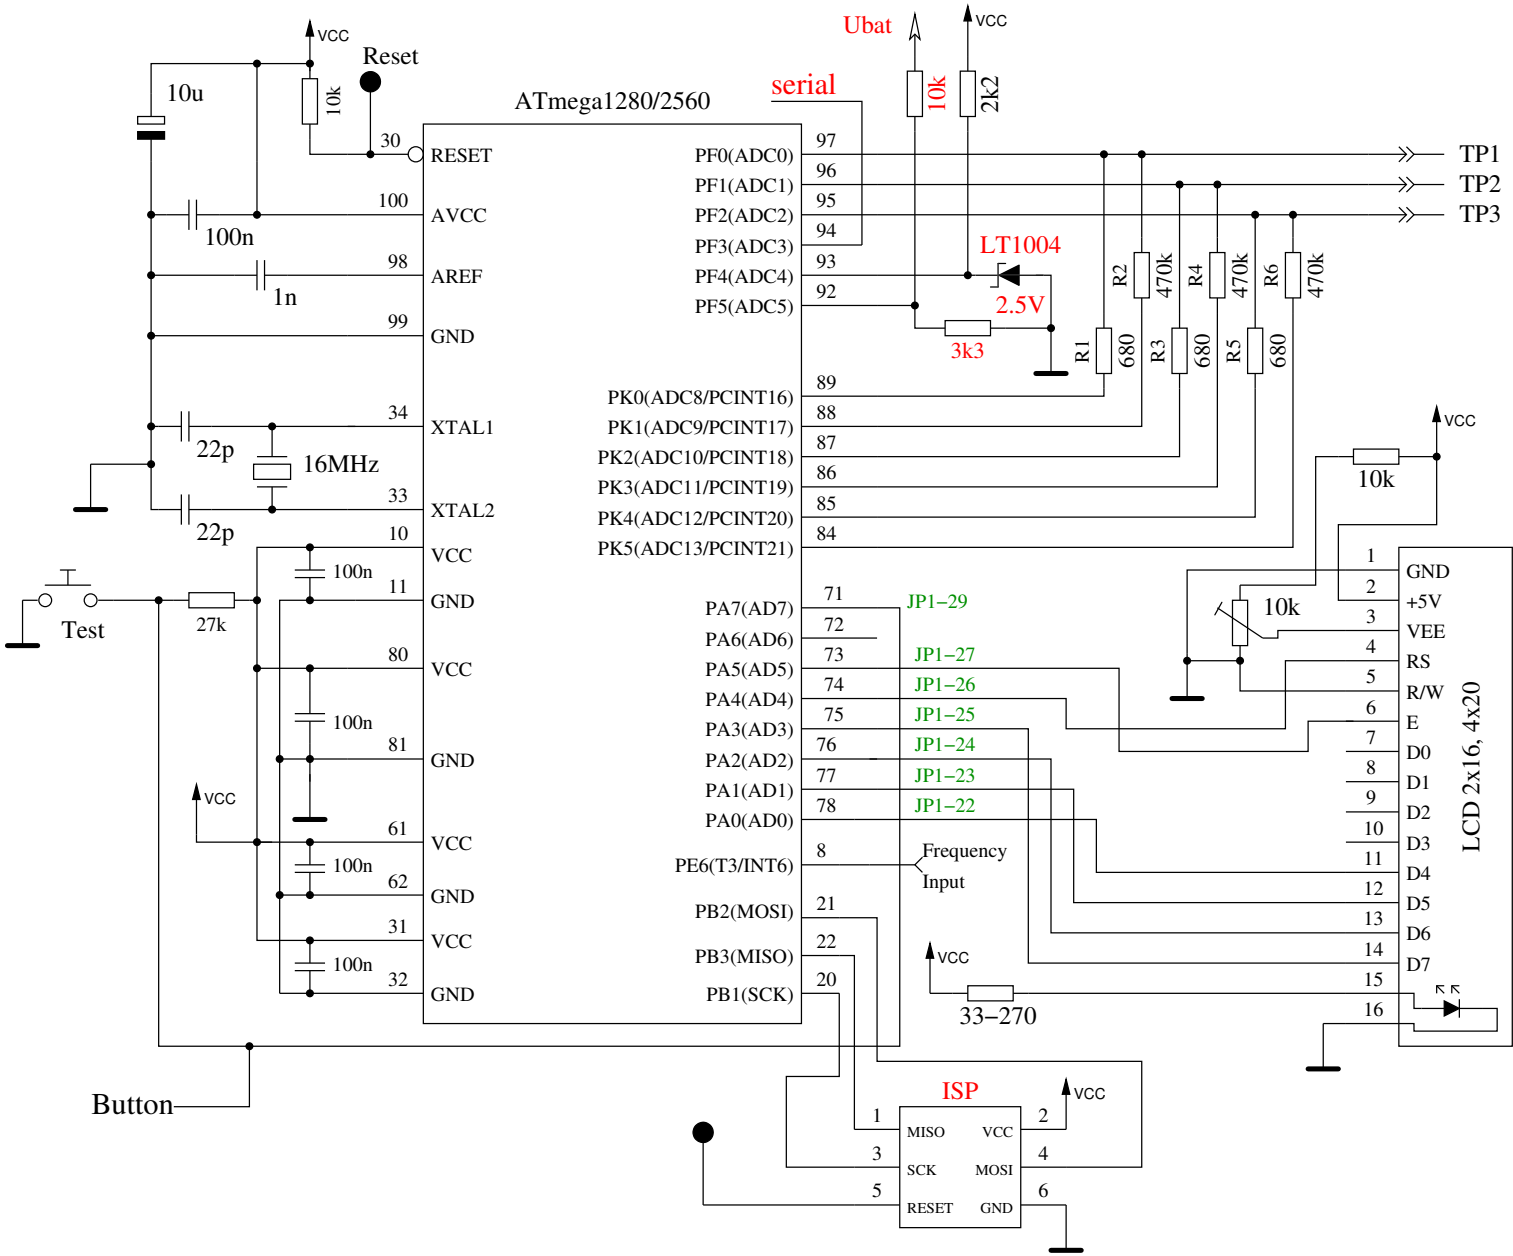 VCC
Reset
10u
10k
ATmega1280/2560
serial
Ubat
10k
VCC
2k2
30
RESET
100
AVCC
100n
98
AREF
1n
99
GND
34
XTAL1
22p
16MHz
33
XTAL2
22p
10
VCC
100n
11
GND
Test
27k
80
VCC
100n
81
GND
VCC
61
VCC
100n
62
GND
31
VCC
100n
32
GND
Button
PF0(ADC0)
97
TP1
PF1(ADC1)
96
TP2
PF2(ADC2)
95
TP3
PF3(ADC3)
94
PF4(ADC4)
93
PF5(ADC5)
92
LT1004
2.5V
3k3
R1
680
R2
470k
R3
680
R4
470k
R5
680
R6
470k
PK0(ADC8/PCINT16)
89
PK1(ADC9/PCINT17)
88
PK2(ADC10/PCINT18)
87
PK3(ADC11/PCINT19)
86
PK4(ADC12/PCINT20)
85
PK5(ADC13/PCINT21)
84
PA7(AD7)
71
JP1−29
PA6(AD6)
72
PA5(AD5)
73
JP1−27
PA4(AD4)
74
JP1−26
PA3(AD3)
75
JP1−25
PA2(AD2)
76
JP1−24
PA1(AD1)
77
JP1−23
PA0(AD0)
78
JP1−22
PE6(T3/INT6)
8
Frequency
Input
PB2(MOSI)
21
PB3(MISO)
22
PB1(SCK)
20
VCC
10k
10k
1
GND
2
+5V
3
VEE
4
RS
5
R/W
6
E
7
D0
8
D1
9
D2
10
D3
11
D4
12
D5
13
D6
14
D7
15
16
LCD 2x16, 4x20
VCC
33−270
ISP
VCC
1
MISO
VCC
2
3
SCK
MOSI
4
5
RESET
GND
6